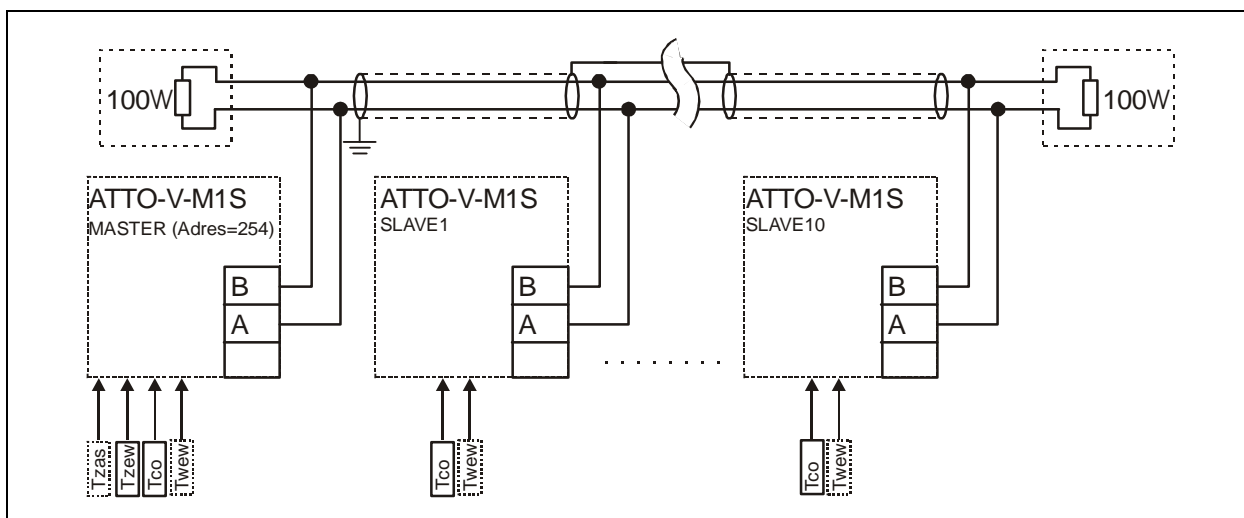 100W
100W
ATTO-V-M1S
MASTER (Adres=254)
B
A
ATTO-V-M1S
SLAVE1
B
A
. . . . . . . .
ATTO-V-M1S
SLAVE10
B
A
Tzas
Tzew
Tco
Twew
Tco
Twew
Tco
Twew